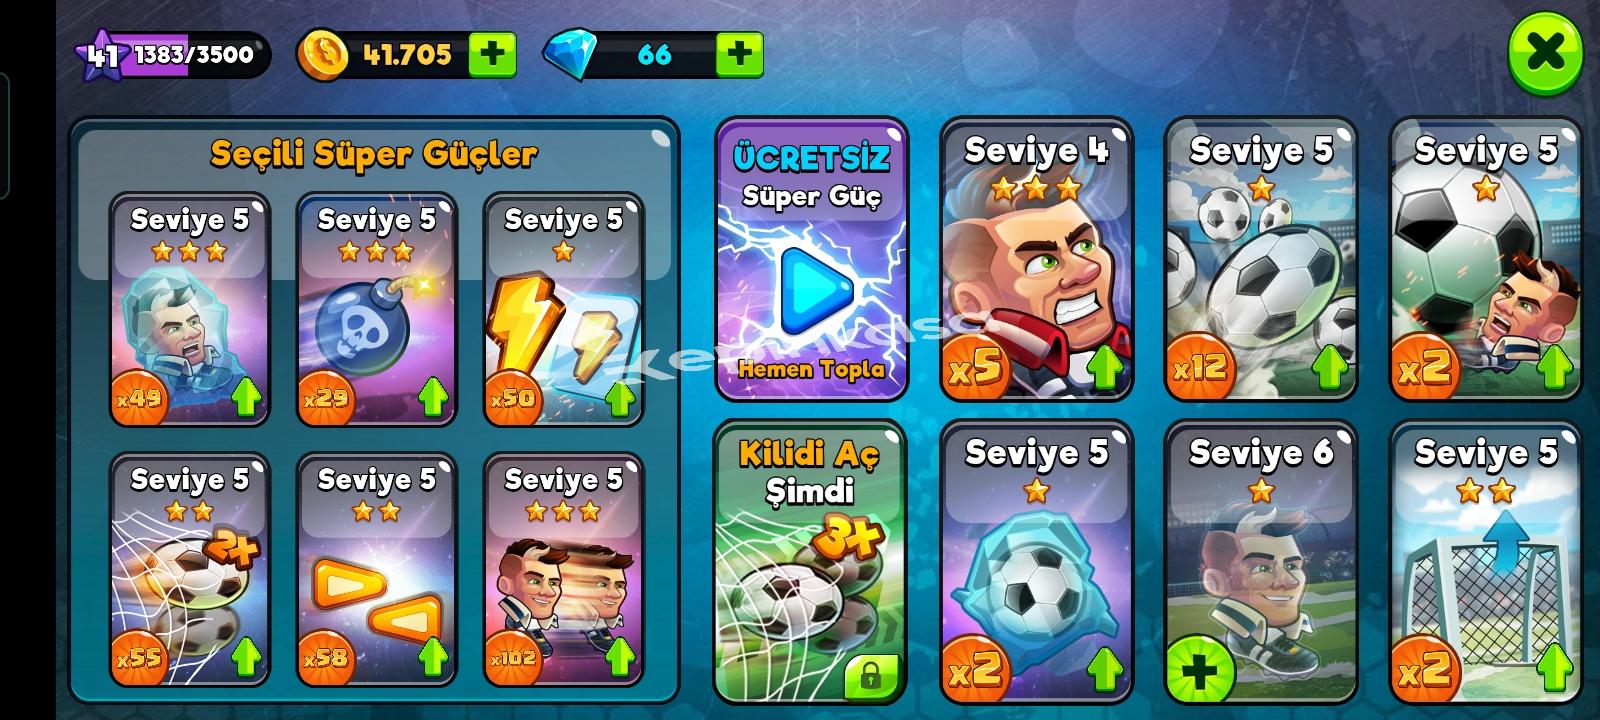 41 1383/3500
41.705
66
Seçili Süper Güçler
Seviye 5
Seviye 5
Seviye 5
x49
x29
x50
Seviye 5
Seviye 5
Seviye 5
2x
x55
x58
x102
ÜCRETSİZ
Süper Güç
Hemen Topla
Seviye 4
x5
Seviye 5
x12
Seviye 5
x2
Kilidi Aç
Şimdi
3x
Seviye 5
x2
Seviye 6
Seviye 5
x2